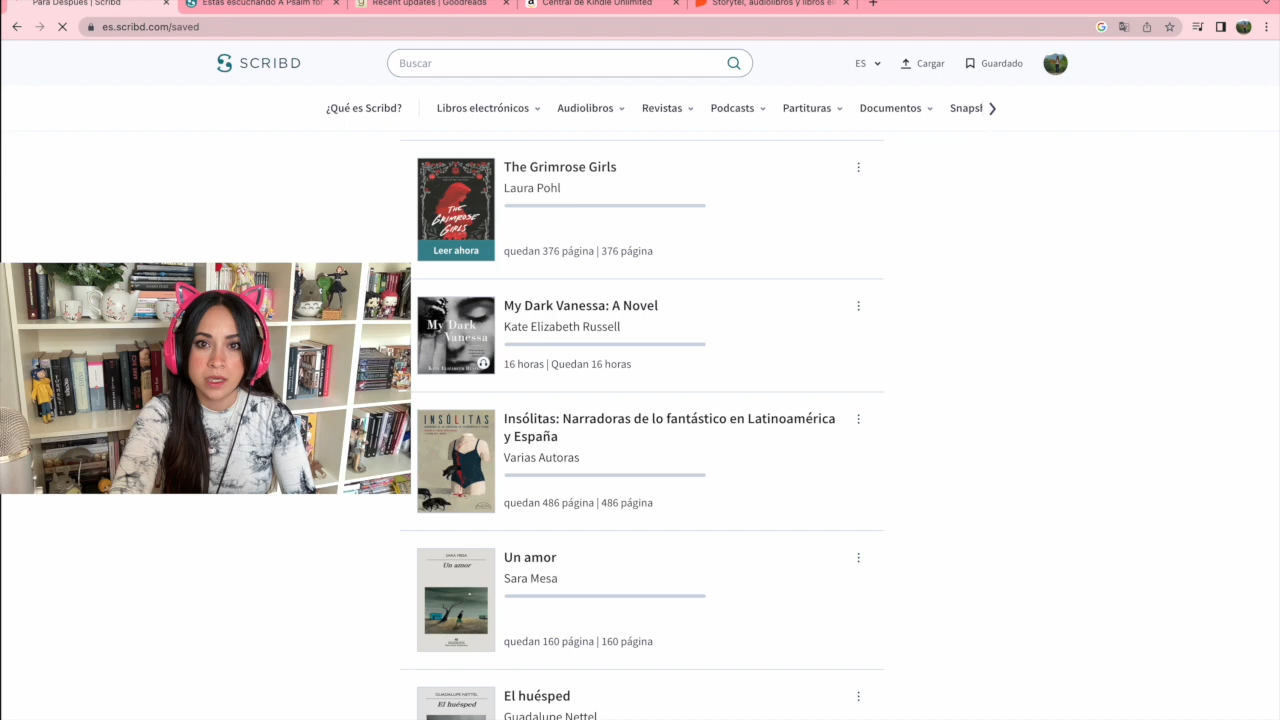 Para Después | Scribd
Estás escuchando A Psalm for
Recent updates | Goodreads
Central de Kindle Unlimited
Storytel, audiolibros y libros el
es.scribd.com/saved
SCRIBD
Buscar
ES
Cargar
Guardado
¿Qué es Scribd?
Libros electrónicos
Audiolibros
Revistas
Podcasts
Partituras
Documentos
Snapsh
THE GRIMROSE GIRLS
Leer ahora
The Grimrose Girls
Laura Pohl
quedan 376 página | 376 página
My Dark Vanessa
My Dark Vanessa: A Novel
Kate Elizabeth Russell
16 horas | Quedan 16 horas
INSÓLITAS
Insólitas: Narradoras de lo fantástico en Latinoamérica
y España
Varias Autoras
quedan 486 página | 486 página
SARA MESA
Un amor
Un amor
Sara Mesa
quedan 160 página | 160 página
GUADALUPE NETTEL
El huésped
El huésped
Guadalupe Nettel